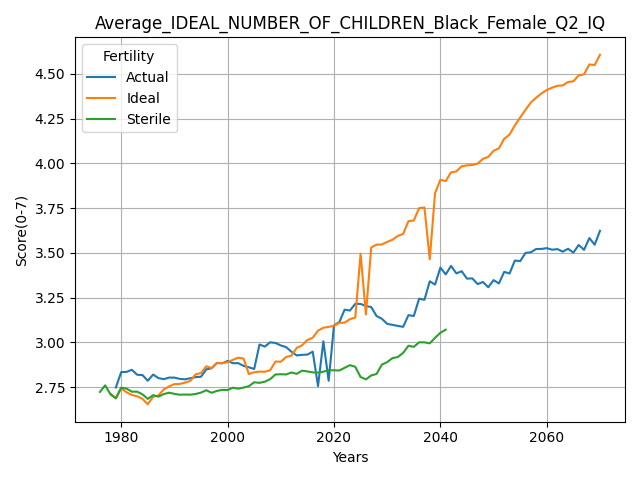 Average_IDEAL_NUMBER_OF_CHILDREN_Black_Female_Q2_IQ
Fertility
Actual
Ideal
Sterile
Score(0-7)
4.50
4.25
4.00
3.75
3.50
3.25
3.00
2.75
1980 2000 2020 2040 2060
Years